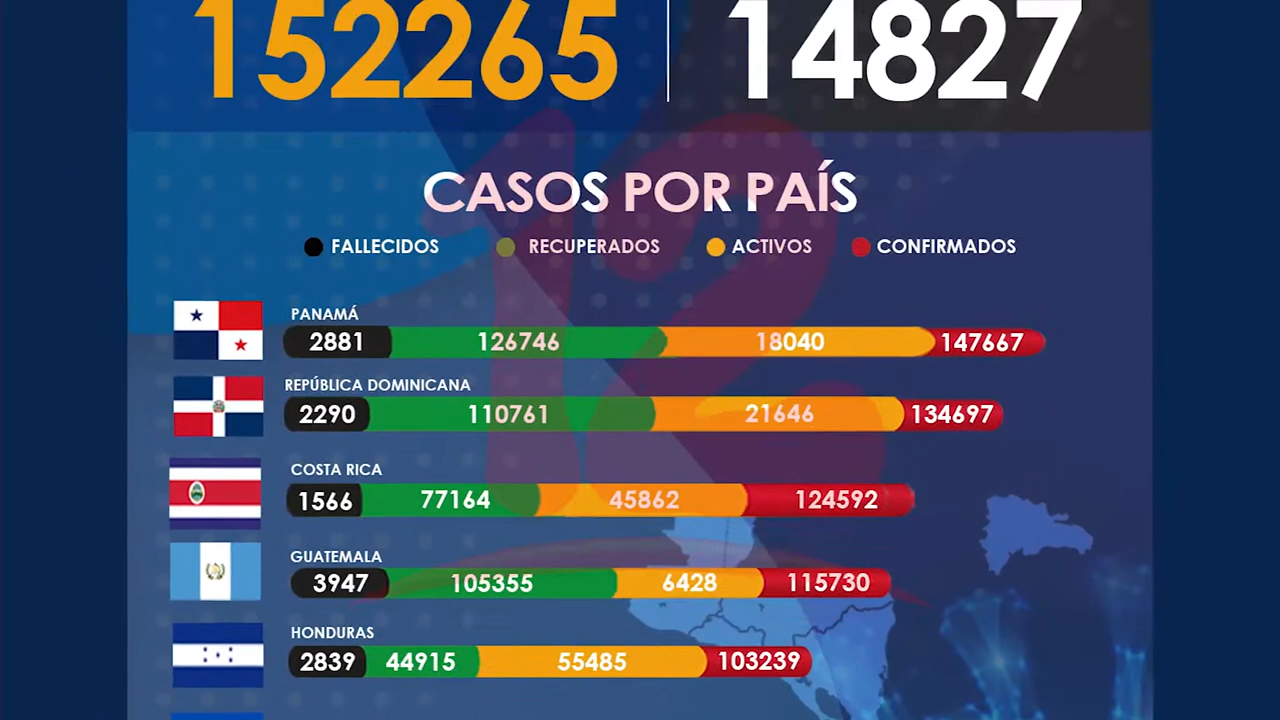 152265 14827
CASOS POR PAÍS
FALLECIDOS RECUPERADOS ACTIVOS CONFIRMADOS
PANAMÁ
2881 126746 18040 147667
REPÚBLICA DOMINICANA
2290 110761 21646 134697
COSTA RICA
1566 77164 45862 124592
GUATEMALA
3947 105355 6428 115730
HONDURAS
2839 44915 55485 103239
12